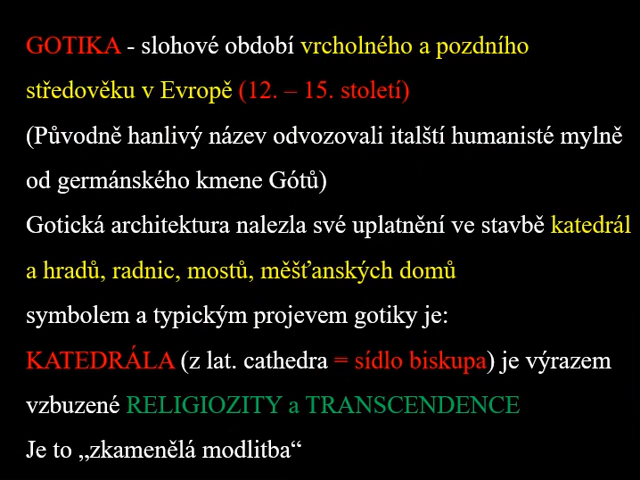 GOTIKA - slohové období vrcholného a pozdního
středověku v Evropě (12. – 15. století)
(Původně hanlivý název odvozovali italští humanisté mylně
od germánského kmene Gótů)
Gotická architektura nalezla své uplatnění ve stavbě katedrál
a hradů, radnic, mostů, měšťanských domů
symbolem a typickým projevem gotiky je:
KATEDRÁLA (z lat. cathedra = sídlo biskupa) je výrazem
vzbuzené RELIGIOZITY a TRANSCENDENCE
Je to „zkamenělá modlitba“